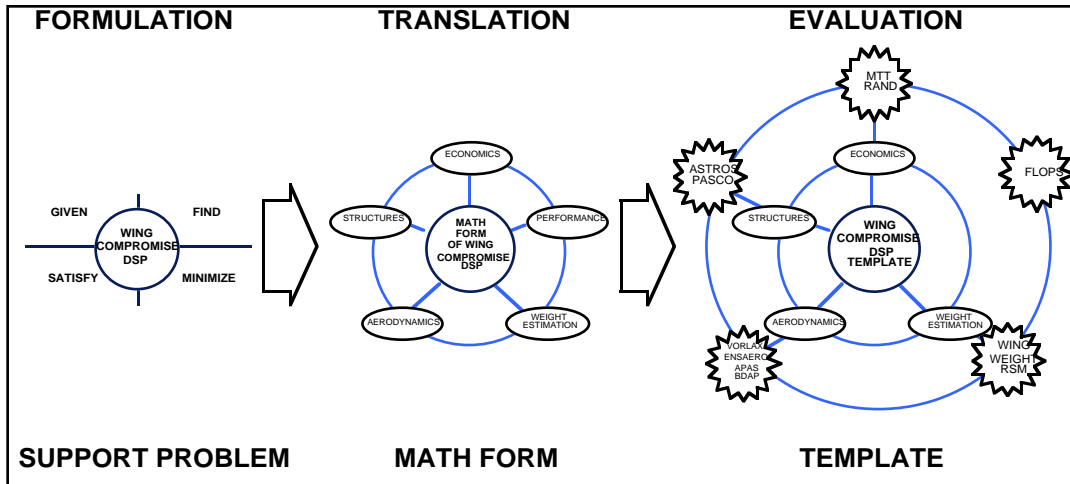 FORMULATION
TRANSLATION
EVALUATION
GIVEN
FIND
WING
COMPROMISE
DSP
SATISFY
MINIMIZE
ECONOMICS
STRUCTURES
PERFORMANCE
MATH
FORM
OF WING
COMPROMISE
DSP
AERODYNAMICS
WEIGHT
ESTIMATION
MTT
RAND
ASTROS
PASCO
ECONOMICS
FLOPS
STRUCTURES
WING
COMPROMISE
DSP
TEMPLATE
AERODYNAMICS
WEIGHT
ESTIMATION
VORLAX
ENSAERO
APAS
BDAP
WING
WEIGHT
RSM
SUPPORT PROBLEM
MATH FORM
TEMPLATE